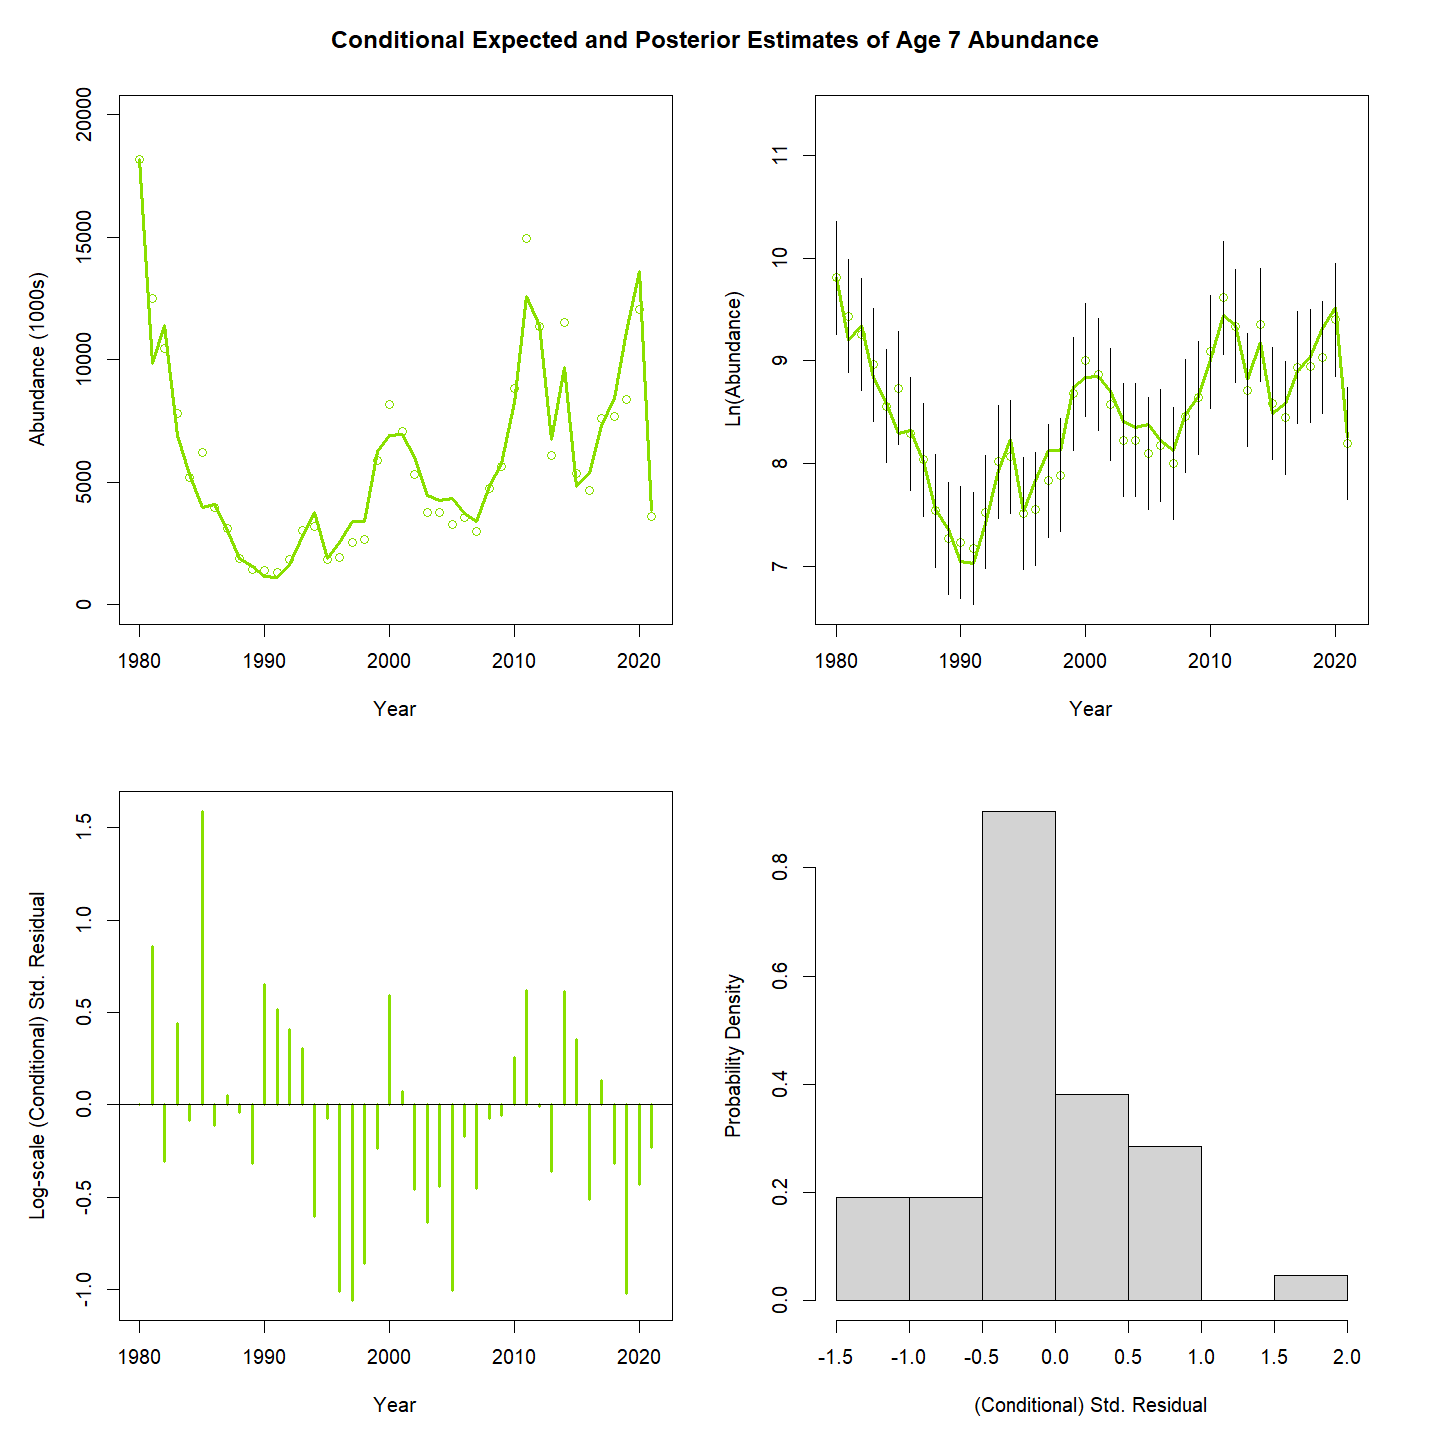 Conditional Expected and Posterior Estimates of Age 7 Abundance
Abundance (1000s)
20000
15000
10000
5000
0
1980 1990 2000 2010 2020
Year
Ln(Abundance)
11
10
9
8
7
1980 1990 2000 2010 2020
Year
Log-scale (Conditional) Std. Residual
1.5
1.0
0.5
0.0
-0.5
-1.0
1980 1990 2000 2010 2020
Year
Probability Density
0.8
0.6
0.4
0.2
0.0
-1.5 -1.0 -0.5 0.0 0.5 1.0 1.5 2.0
(Conditional) Std. Residual